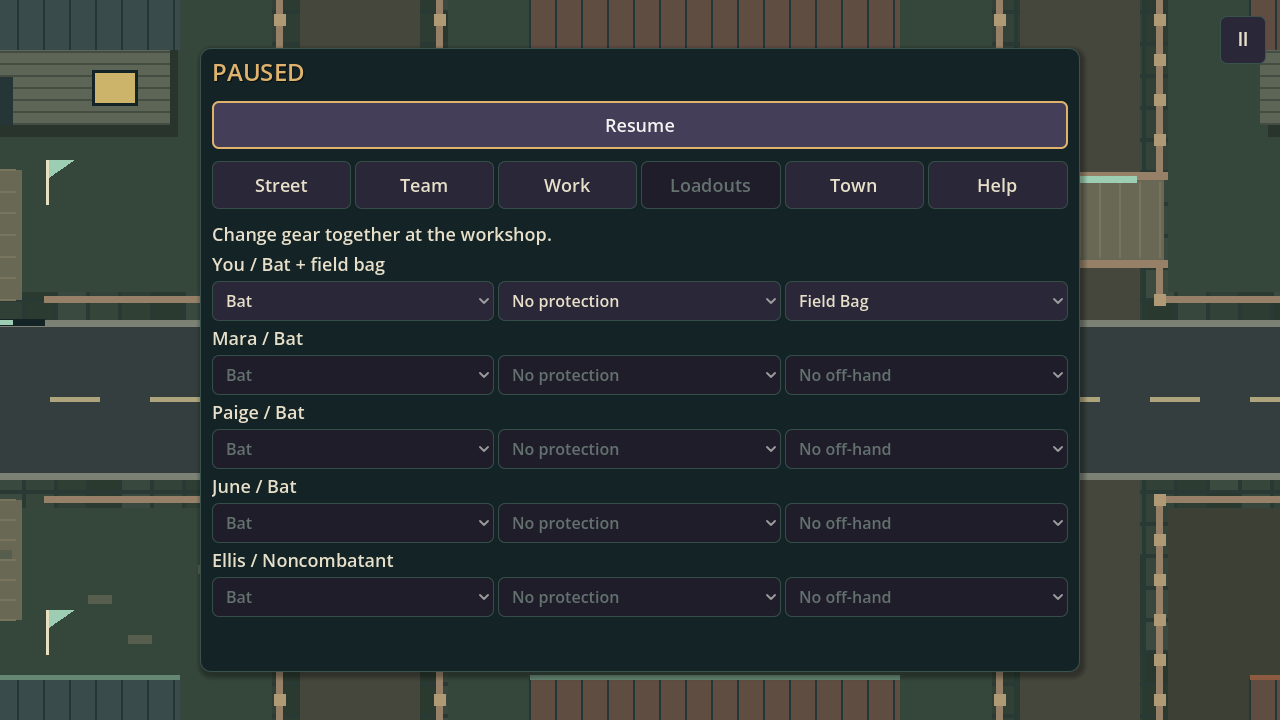 PAUSED
Resume
Street Team Work Loadouts Town Help
Change gear together at the workshop.
You / Bat + field bag
Bat No protection Field Bag
Mara / Bat
Bat No protection No off-hand
Paige / Bat
Bat No protection No off-hand
June / Bat
Bat No protection No off-hand
Ellis / Noncombatant
Bat No protection No off-hand